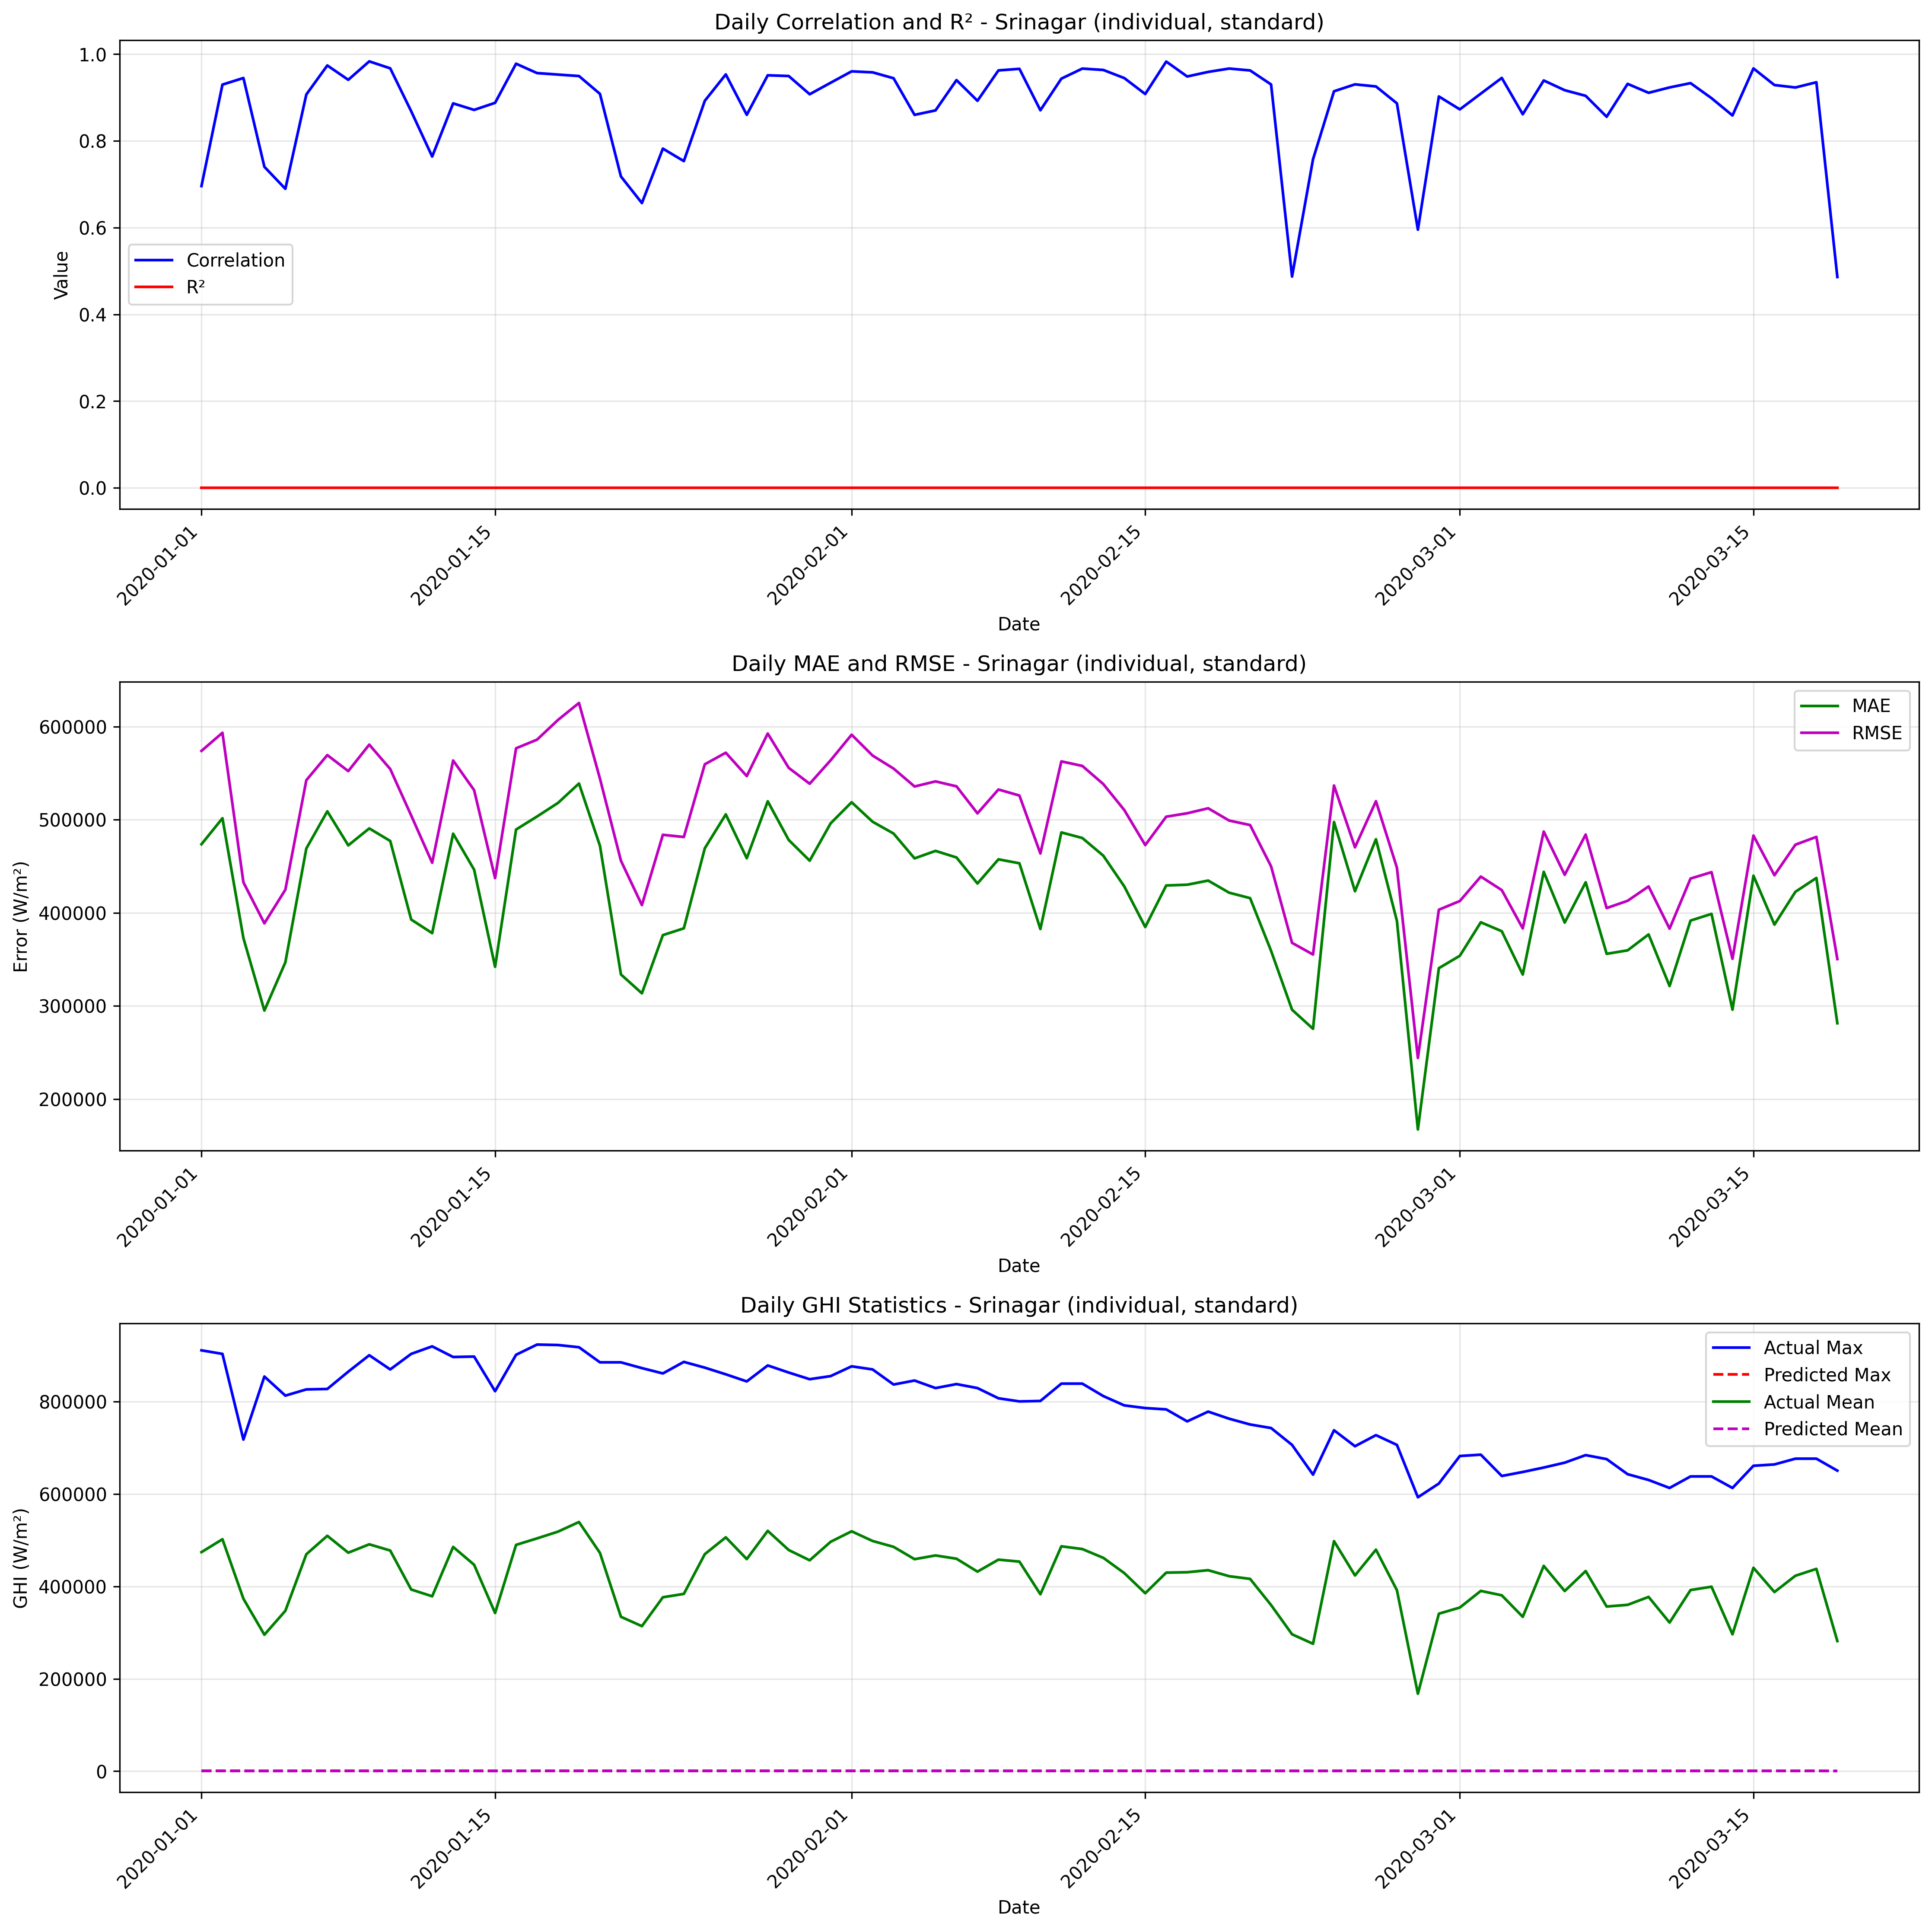 Daily Correlation and R² - Srinagar (individual, standard)
1.0
0.8
0.6
0.4
0.2
0.0
Value
Correlation
R²
2020-01-01
2020-01-15
2020-02-01
2020-02-15
2020-03-01
2020-03-15
Date
Daily MAE and RMSE - Srinagar (individual, standard)
600000
500000
400000
300000
200000
Error (W/m²)
MAE
RMSE
2020-01-01
2020-01-15
2020-02-01
2020-02-15
2020-03-01
2020-03-15
Date
Daily GHI Statistics - Srinagar (individual, standard)
800000
600000
400000
200000
0
GHI (W/m²)
Actual Max
Predicted Max
Actual Mean
Predicted Mean
2020-01-01
2020-01-15
2020-02-01
2020-02-15
2020-03-01
2020-03-15
Date